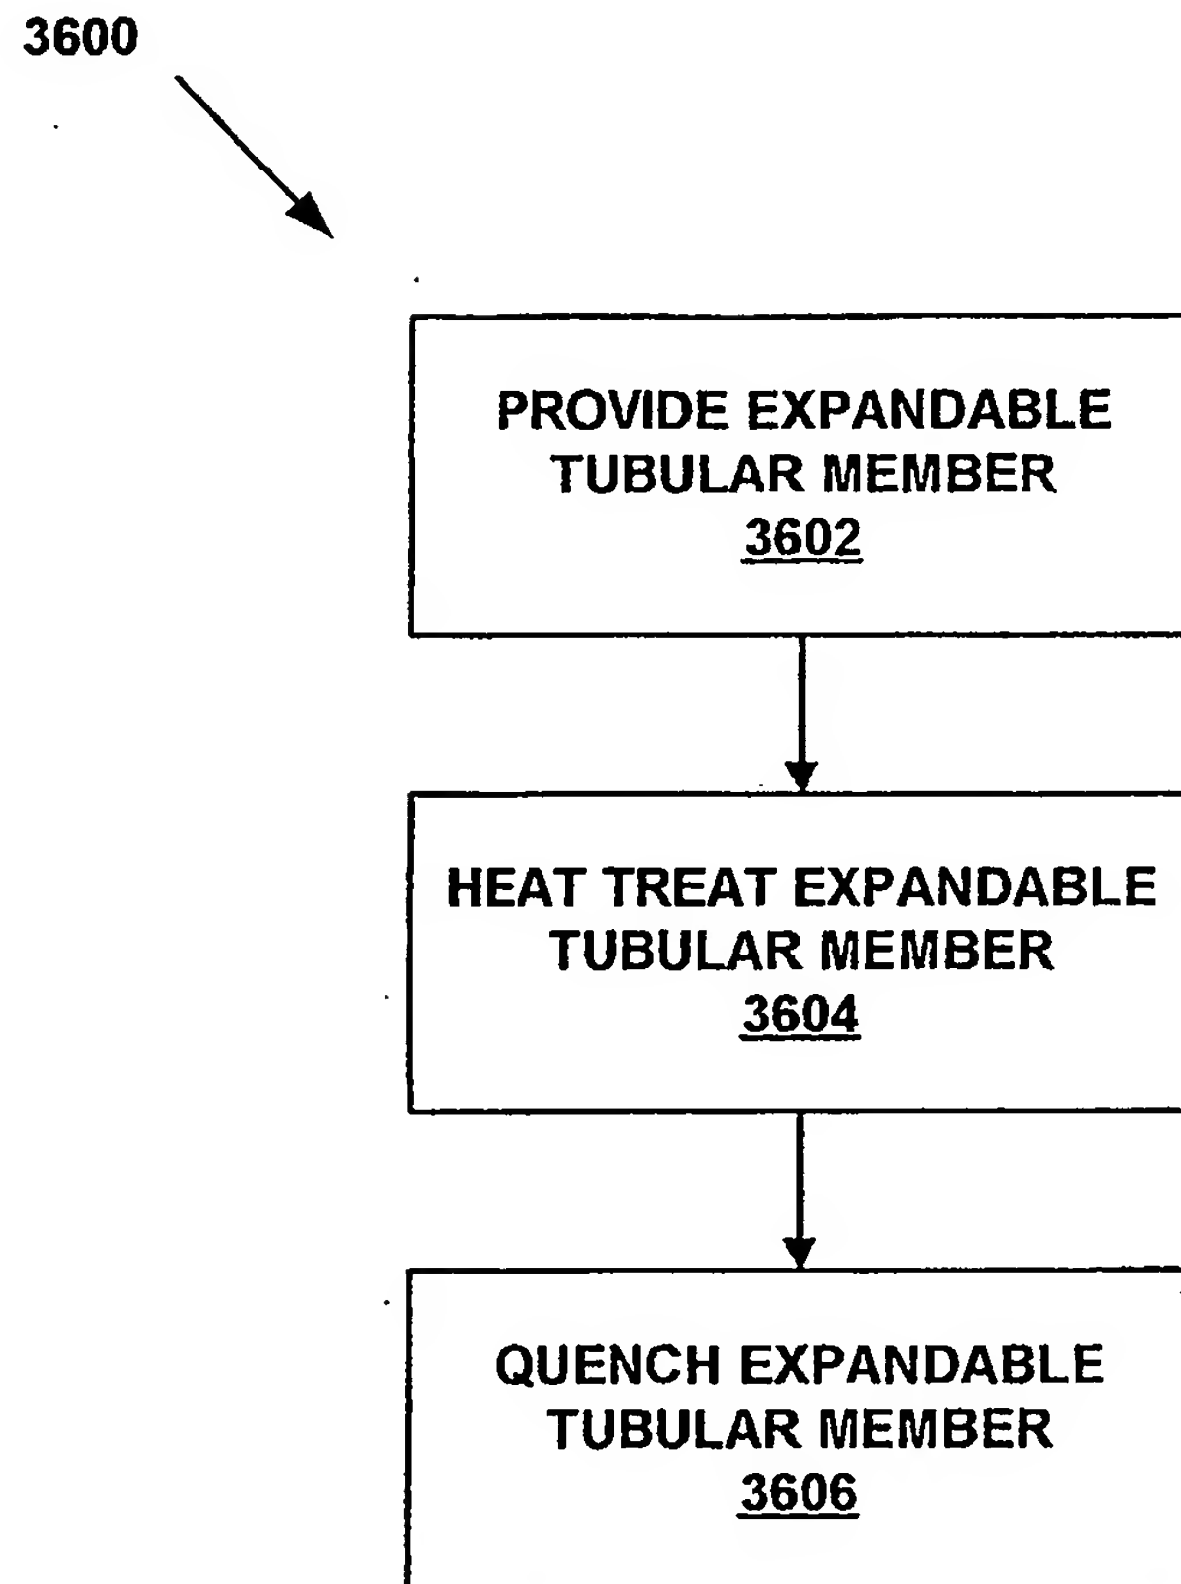 3600
PROVIDE EXPANDABLE
TUBULAR MEMBER
3602
HEAT TREAT EXPANDABLE
TUBULAR MEMBER
3604
QUENCH EXPANDABLE
TUBULAR MEMBER
3606